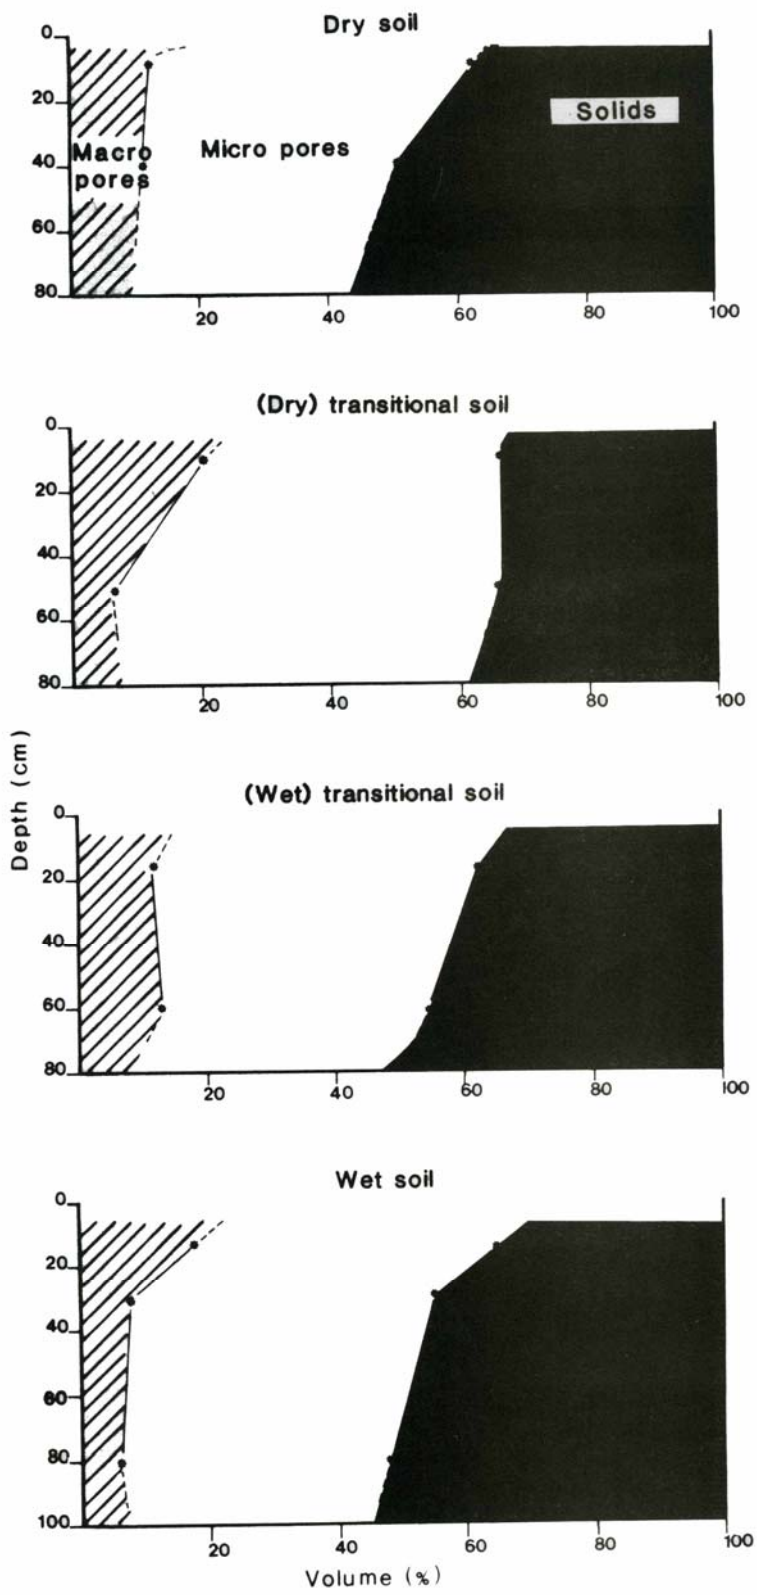 Dry soil
0
20
40
60
80
Macro
pores
Micro pores
Solids
20 40 60 80 100
(Dry) transitional soil
0
20
40
60
80
20 40 60 80 100
Depth (cm)
(Wet) transitional soil
0
20
40
60
80
20 40 60 80 100
Wet soil
0
20
40
60
80
100
20 40 60 80 100
Volume (%)